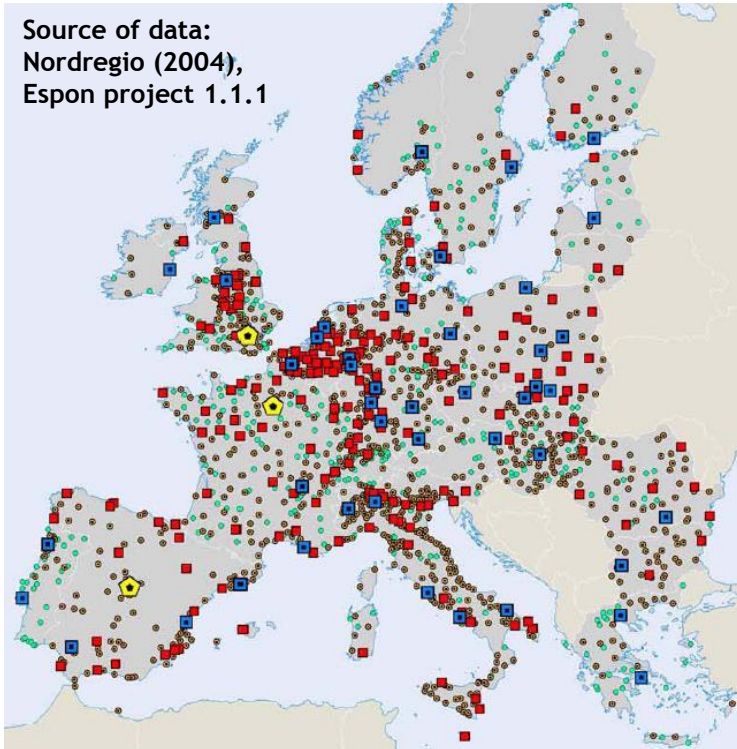 Source of data:
Nordregio (2004),
Espon project 1.1.1